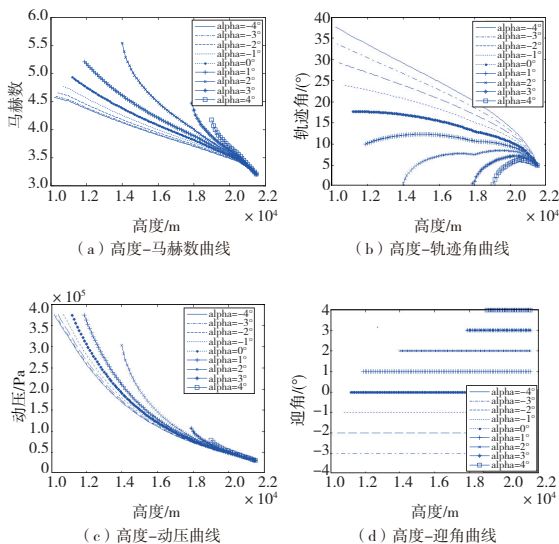 6.0
5.5
5.0
4.5
4.0
3.5
3.0
马赫数
1.0 1.2 1.4 1.6 1.8 2.0 2.2
× 10⁴
高度/m
alpha=−4°
alpha=−3°
alpha=−2°
alpha=−1°
alpha=0°
alpha=1°
alpha=2°
alpha=3°
alpha=4°
（a）高度−马赫数曲线
40
35
30
25
20
15
10
5
0
轨迹角/(°)
1.0 1.2 1.4 1.6 1.8 2.0 2.2
× 10⁴
高度/m
alpha=−4°
alpha=−3°
alpha=−2°
alpha=−1°
alpha=0°
alpha=1°
alpha=2°
alpha=3°
alpha=4°
（b）高度−轨迹角曲线
× 10⁵
4.0
3.5
3.0
2.5
2.0
1.5
1.0
0.5
0
动压/Pa
1.0 1.2 1.4 1.6 1.8 2.0 2.2
× 10⁴
高度/m
alpha=−4°
alpha=−3°
alpha=−2°
alpha=−1°
alpha=0°
alpha=1°
alpha=2°
alpha=3°
alpha=4°
（c）高度−动压曲线
4
3
2
1
0
−1
−2
−3
−4
迎角/(°)
1.0 1.2 1.4 1.6 1.8 2.0 2.2
× 10⁴
高度/m
alpha=−4°
alpha=−3°
alpha=−2°
alpha=−1°
alpha=0°
alpha=1°
alpha=2°
alpha=3°
alpha=4°
（d）高度−迎角曲线